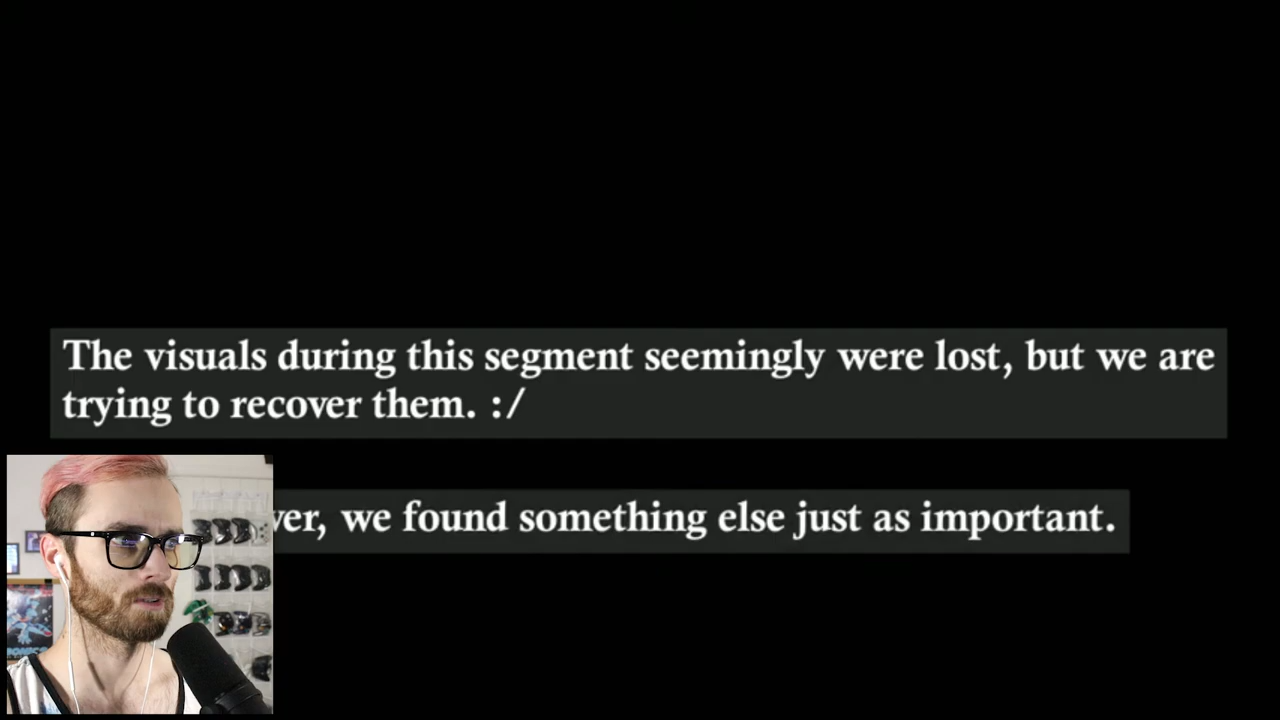 The visuals during this segment seemingly were lost, but we are
trying to recover them. :/
we found something else just as important.